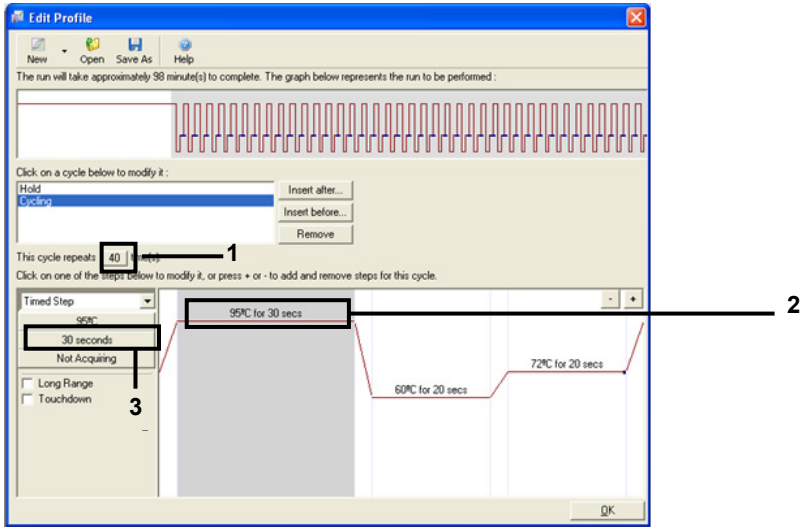 Edit Profile
New Open Save As Help
The run will take approximately 98 minute(s) to complete. The graph below represents the run to be performed :
Click on a cycle below to modify it :
Hold
Cycling
Insert after...
Insert before...
Remove
This cycle repeats 40 time(s).
1
Click on one of the steps below to modify it, or press + or - to add and remove steps for this cycle.
Timed Step
95ºC
30 seconds
Not Acquiring
Long Range
Touchdown
3
- +
95ºC for 30 secs
2
60ºC for 20 secs
72ºC for 20 secs
OK